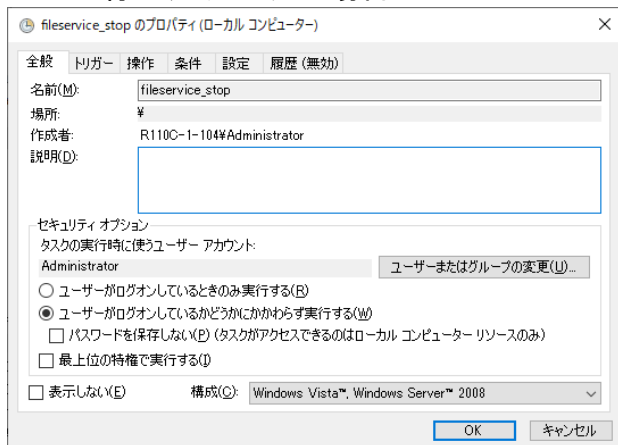 fileservice_stop のプロパティ (ローカル コンピューター)
全般 トリガー 操作 条件 設定 履歴 (無効)
名前(M): fileservice_stop
場所: ¥
作成者: R110C-1-104¥Administrator
説明(D):
セキュリティ オプション
タスクの実行時に使うユーザー アカウント:
Administrator ユーザーまたはグループの変更(U)...
ユーザーがログオンしているときのみ実行する(R)
ユーザーがログオンしているかどうかにかかわらず実行する(W)
パスワードを保存しない(P) (タスクがアクセスできるのはローカル コンピューター リソースのみ)
最上位の特権で実行する(I)
表示しない(E) 構成(C): Windows Vista™, Windows Server™ 2008
OK キャンセル